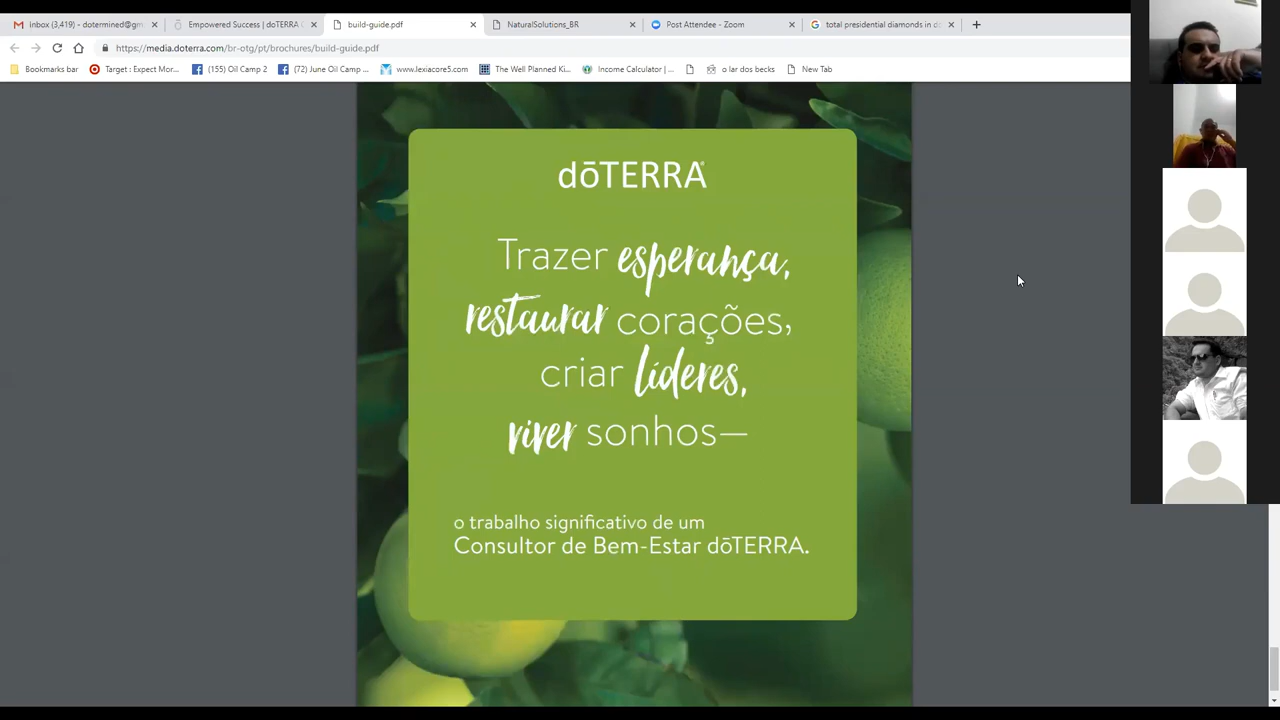 inbox (3,419) - dotermined@gm
Empowered Success | doTERRA
build-guide.pdf
NaturalSolutions_BR
Post Attendee - Zoom
total presidential diamonds in d
https://media.doterra.com/br-otg/pt/brochures/build-guide.pdf
Bookmarks bar
Target : Expect Mor...
(155) Oil Camp 2
(72) June Oil Camp ...
www.lexiacore5.com
The Well Planned Ki...
Income Calculator | ...
o lar dos becks
New Tab
dōTERRA®
Trazer esperança,
restaurar corações,
criar líderes,
viver sonhos—
o trabalho significativo de um
Consultor de Bem-Estar dōTERRA.